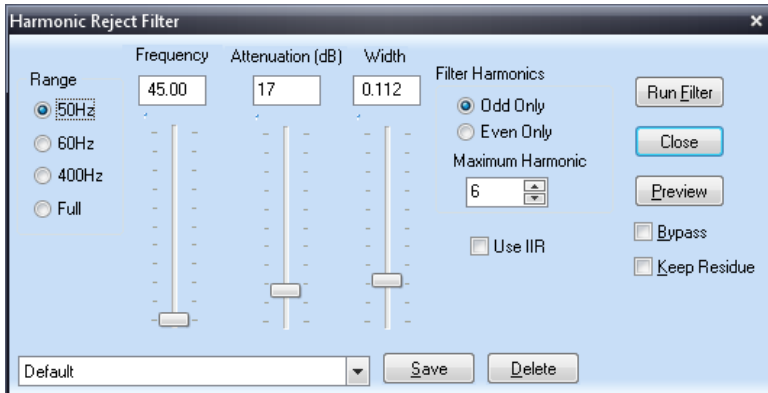 Harmonic Reject Filter
Range
50Hz
60Hz
400Hz
Full
Frequency
45.00
Attenuation (dB)
17
Width
0.112
Filter Harmonics
Odd Only
Even Only
Maximum Harmonic
6
Use IIR
Run Filter
Close
Preview
Bypass
Keep Residue
Default
Save
Delete